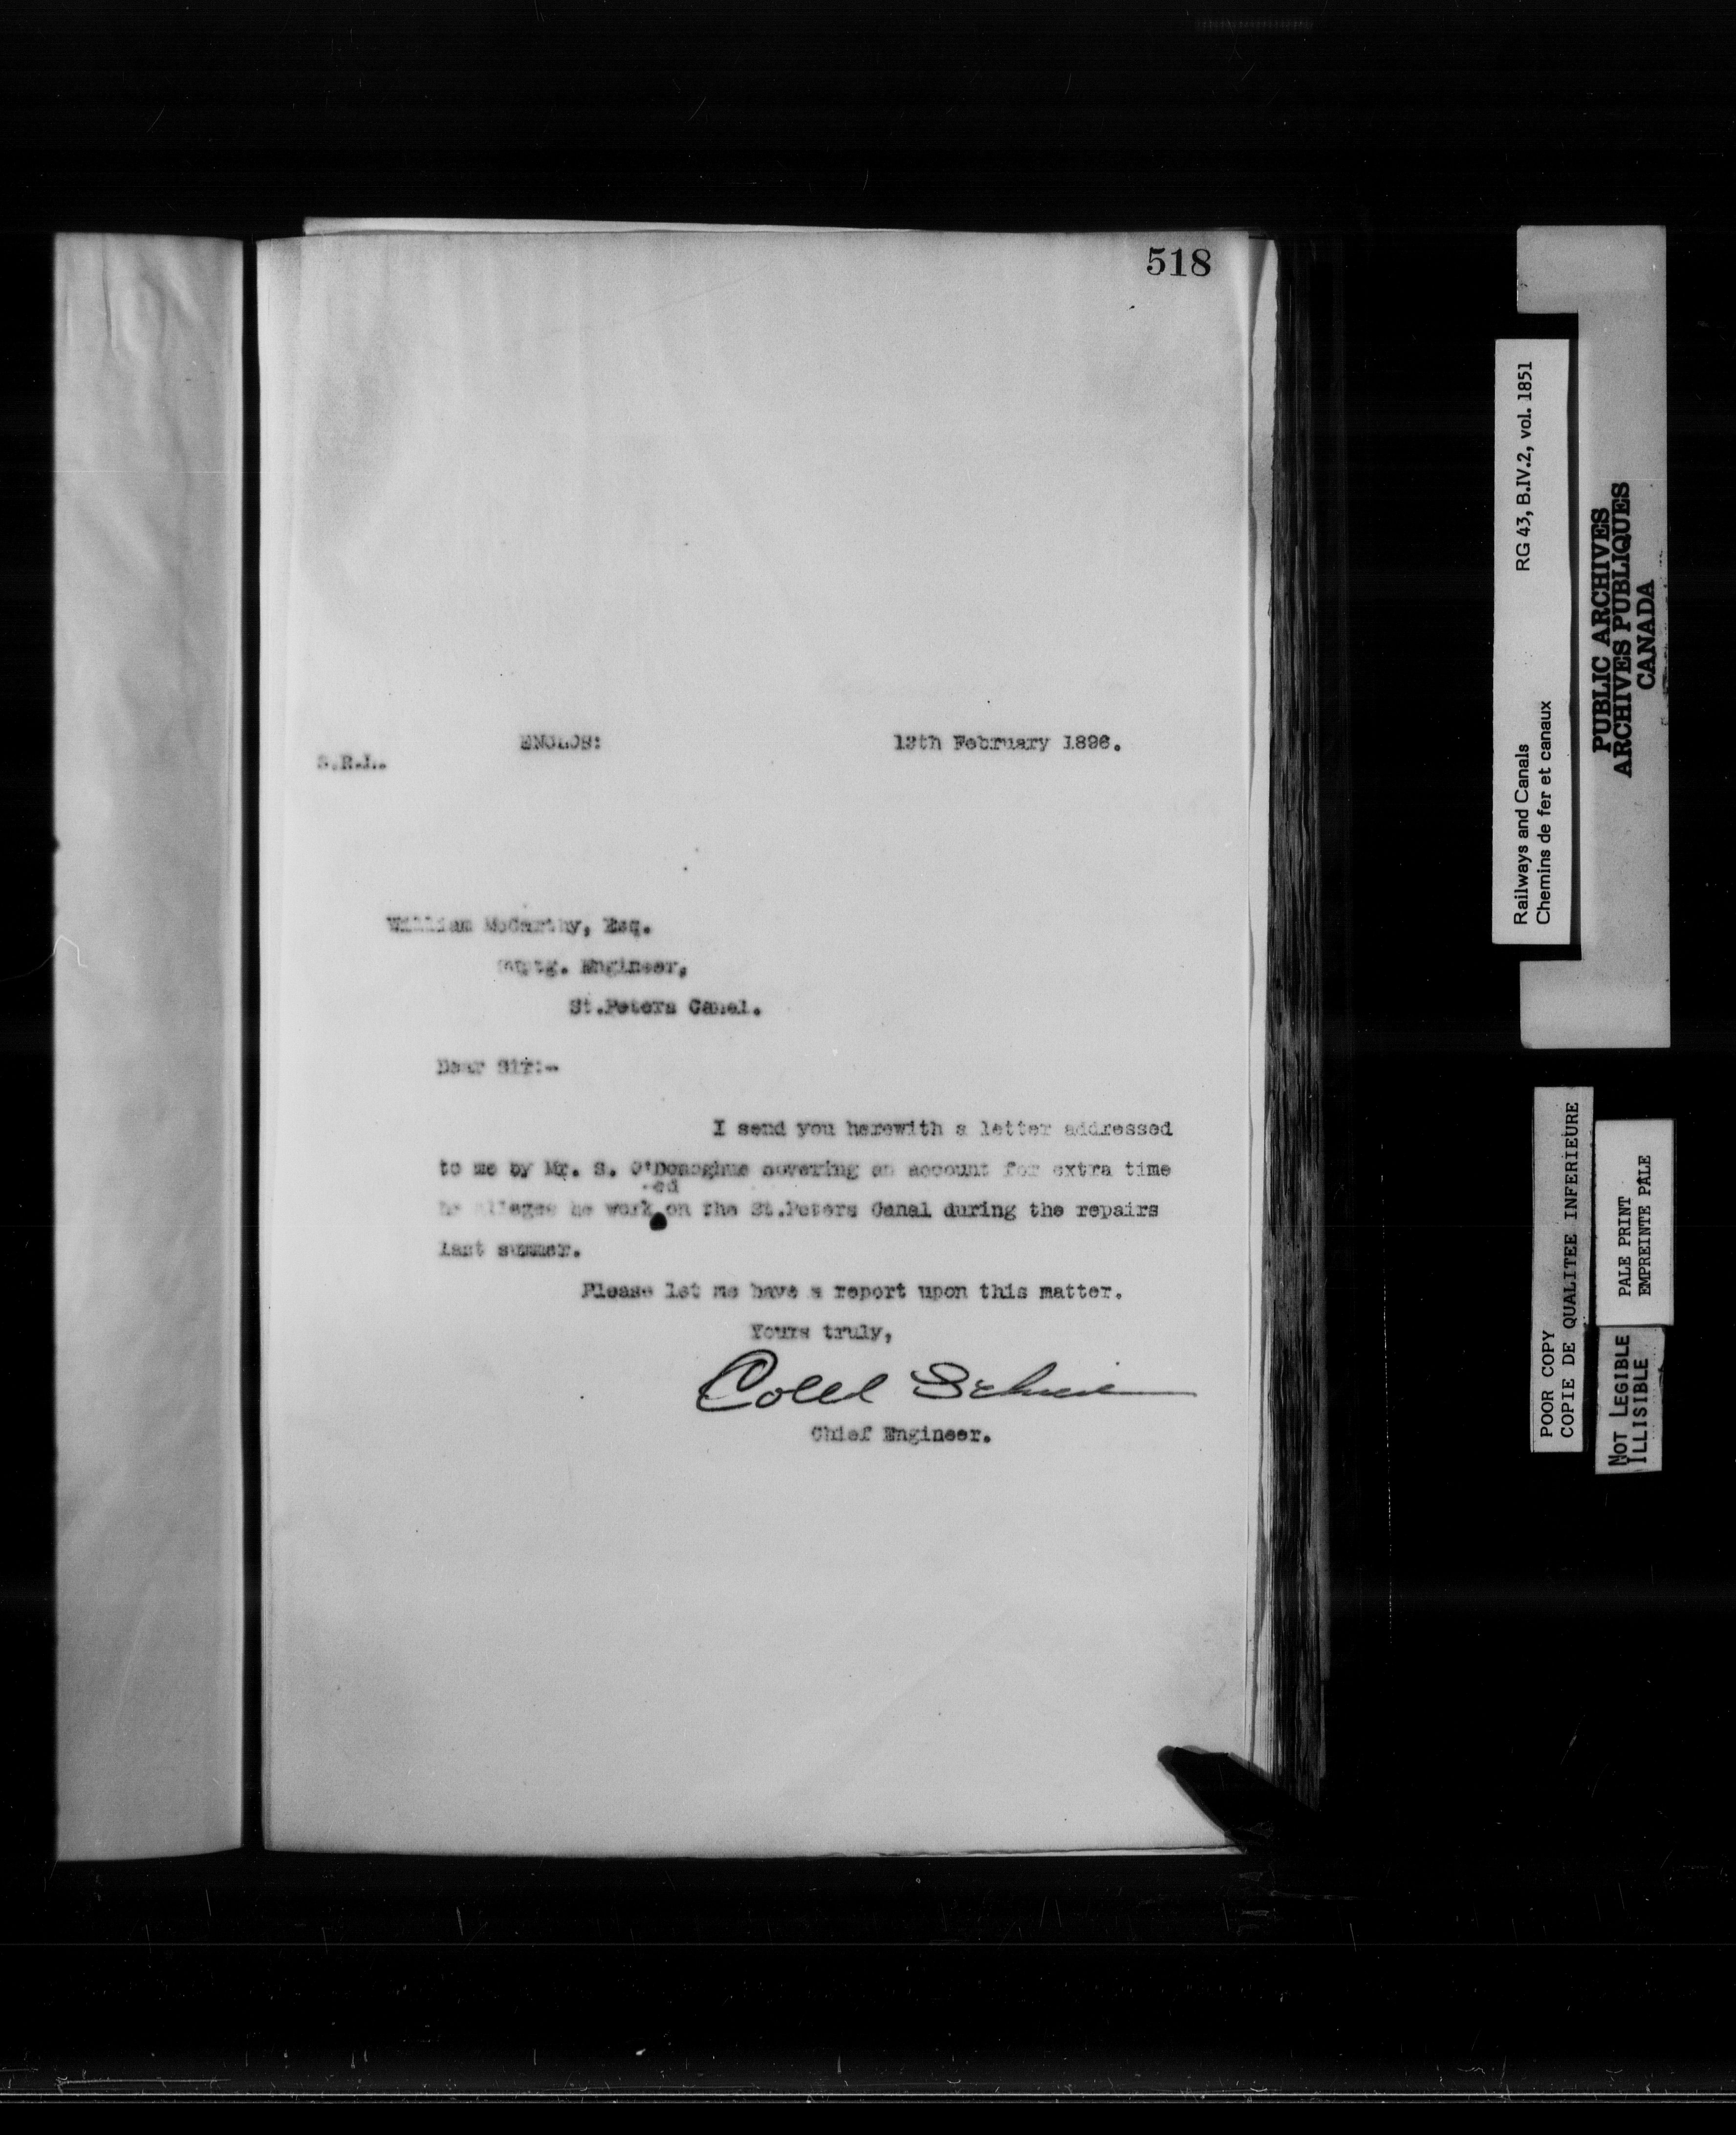 518
ENCLOS: 13th February 1896.
S.R.L.
William McCarthy, Esq.
Suptg. Engineer,
St.Peters Canal.
Dear Sir:-
I send you herewith a letter addressed
to me by Mr. S. O'Donoghue covering an account for extra time
he alleges he worked on the St.Peters Canal during the repairs
last summer.
Please let me have a report upon this matter.
Yours truly,
Chief Engineer.
Railways and Canals RG 43, B.IV.2, vol. 1851
Chemins de fer et canaux
PUBLIC ARCHIVES
ARCHIVES PUBLIQUES
CANADA
POOR COPY
COPIE DE QUALITEE INFERIEURE
PALE PRINT
EMPREINTE PALE
NOT LEGIBLE
ILLISIBLE